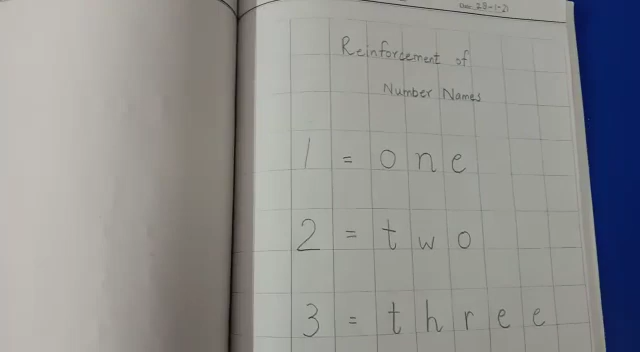 Reinforcement of
Number Names
1 = one
2 = two
3 = three